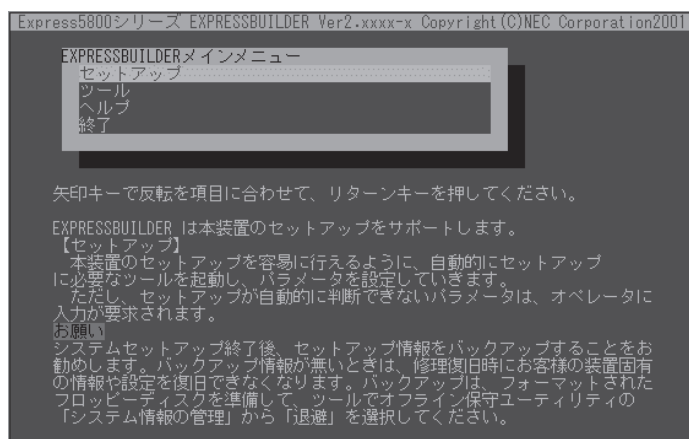 Express5800シリーズ EXPRESSBUILDER Ver2.xxxx-x Copyright(C)NEC Corporation2001
EXPRESSBUILDERメインメニュー
セットアップ
ツール
ヘルプ
終了
矢印キーで反転を項目に合わせて、リターンキーを押してください。
EXPRESSBUILDER は本装置のセットアップをサポートします。
【セットアップ】
本装置のセットアップを容易に行えるように、自動的にセットアップ
に必要なツールを起動し、パラメータを設定していきます。
ただし、セットアップが自動的に判断できないパラメータは、オペレータに
入力が要求されます。
お願い
システムセットアップ終了後、セットアップ情報をバックアップすることをお
勧めします。バックアップ情報が無いときは、修理復旧時にお客様の装置固有
の情報や設定を復旧できなくなります。バックアップは、フォーマットされた
フロッピーディスクを準備して、ツールでオフライン保守ユーティリティの
「システム情報の管理」から「退避」を選択してください。